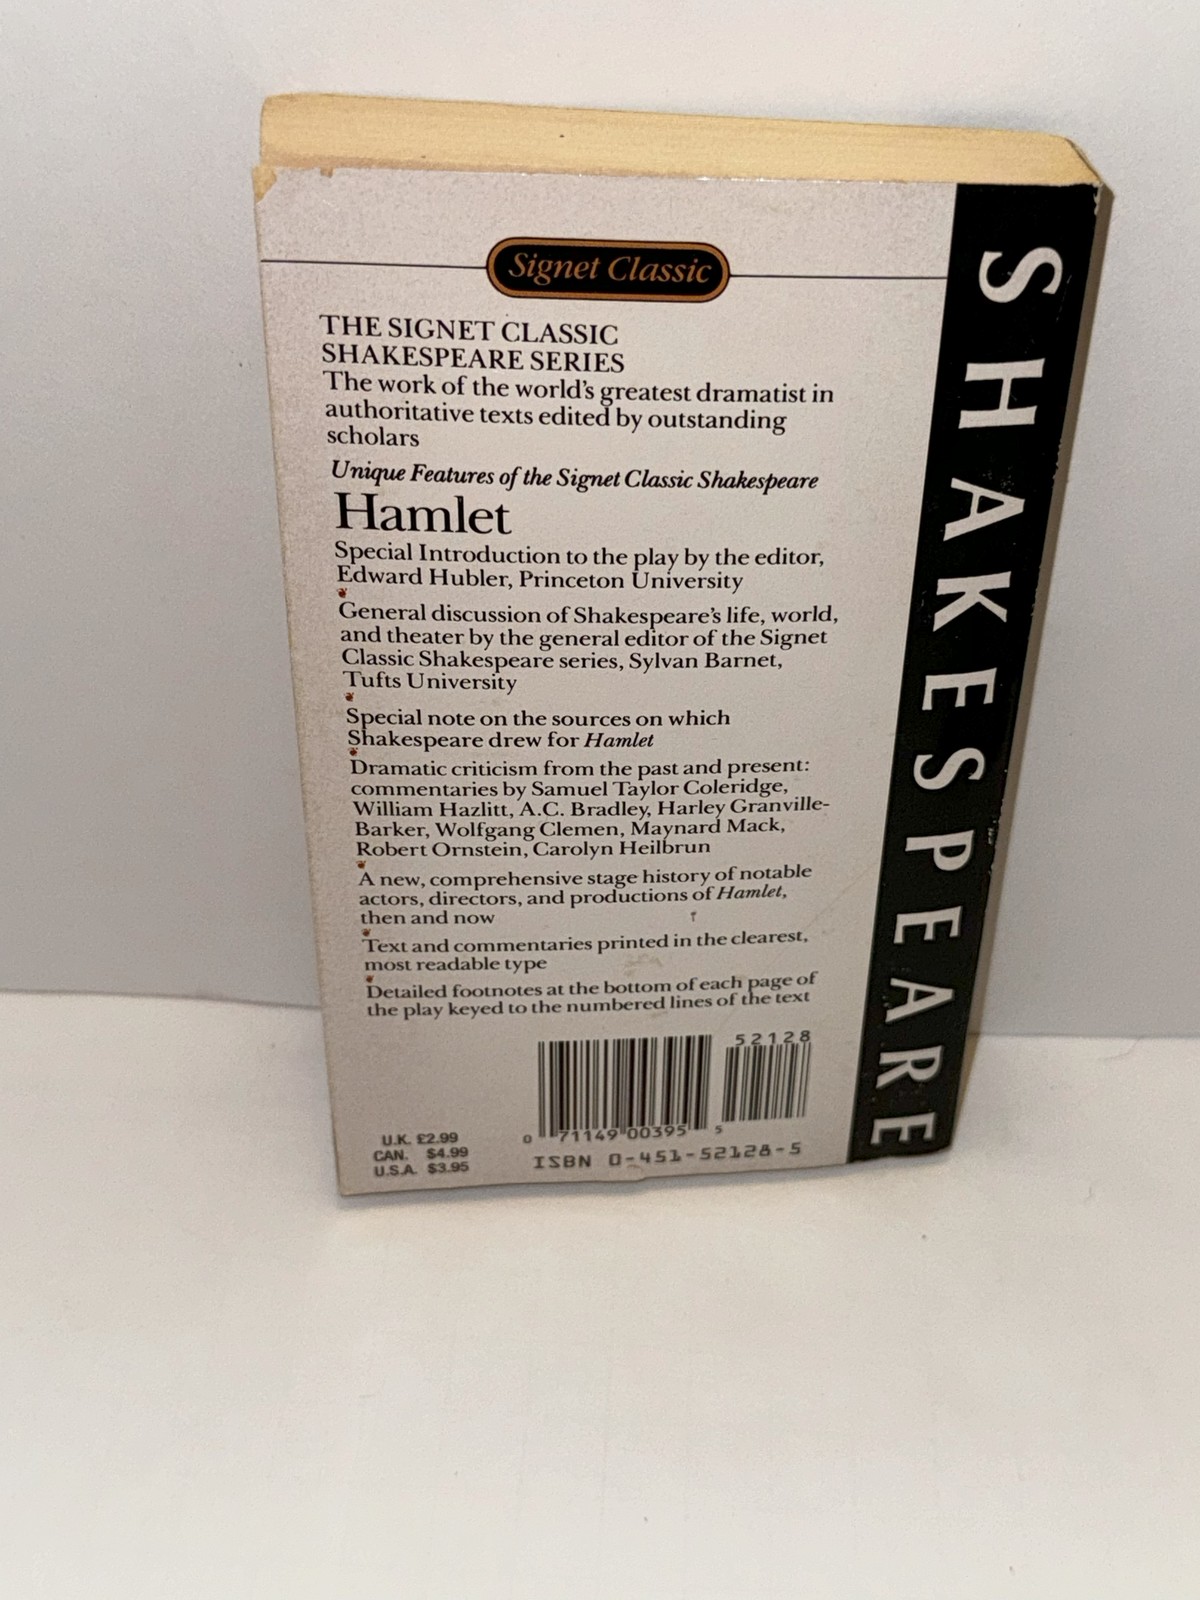 Signet Classic
THE SIGNET CLASSIC
SHAKESPEARE SERIES
The work of the world's greatest dramatist in
authoritative texts edited by outstanding
scholars
Unique Features of the Signet Classic Shakespeare
Hamlet
Special Introduction to the play by the editor,
Edward Hubler, Princeton University
General discussion of Shakespeare's life, world,
and theater by the general editor of the Signet
Classic Shakespeare series, Sylvan Barnet,
Tufts University
Special note on the sources on which
Shakespeare drew for Hamlet
Dramatic criticism from the past and present:
commentaries by Samuel Taylor Coleridge,
William Hazlitt, A.C. Bradley, Harley Granville-
Barker, Wolfgang Clemen, Maynard Mack,
Robert Ornstein, Carolyn Heilbrun
A new, comprehensive stage history of notable
actors, directors, and productions of Hamlet,
then and now
Text and commentaries printed in the clearest,
most readable type
Detailed footnotes at the bottom of each page of
the play keyed to the numbered lines of the text
52128
0 71149 00395 5
ISBN 0-451-52128-5
U.K. £2.99
CAN. $4.99
U.S.A. $3.95
SHAKESPEARE